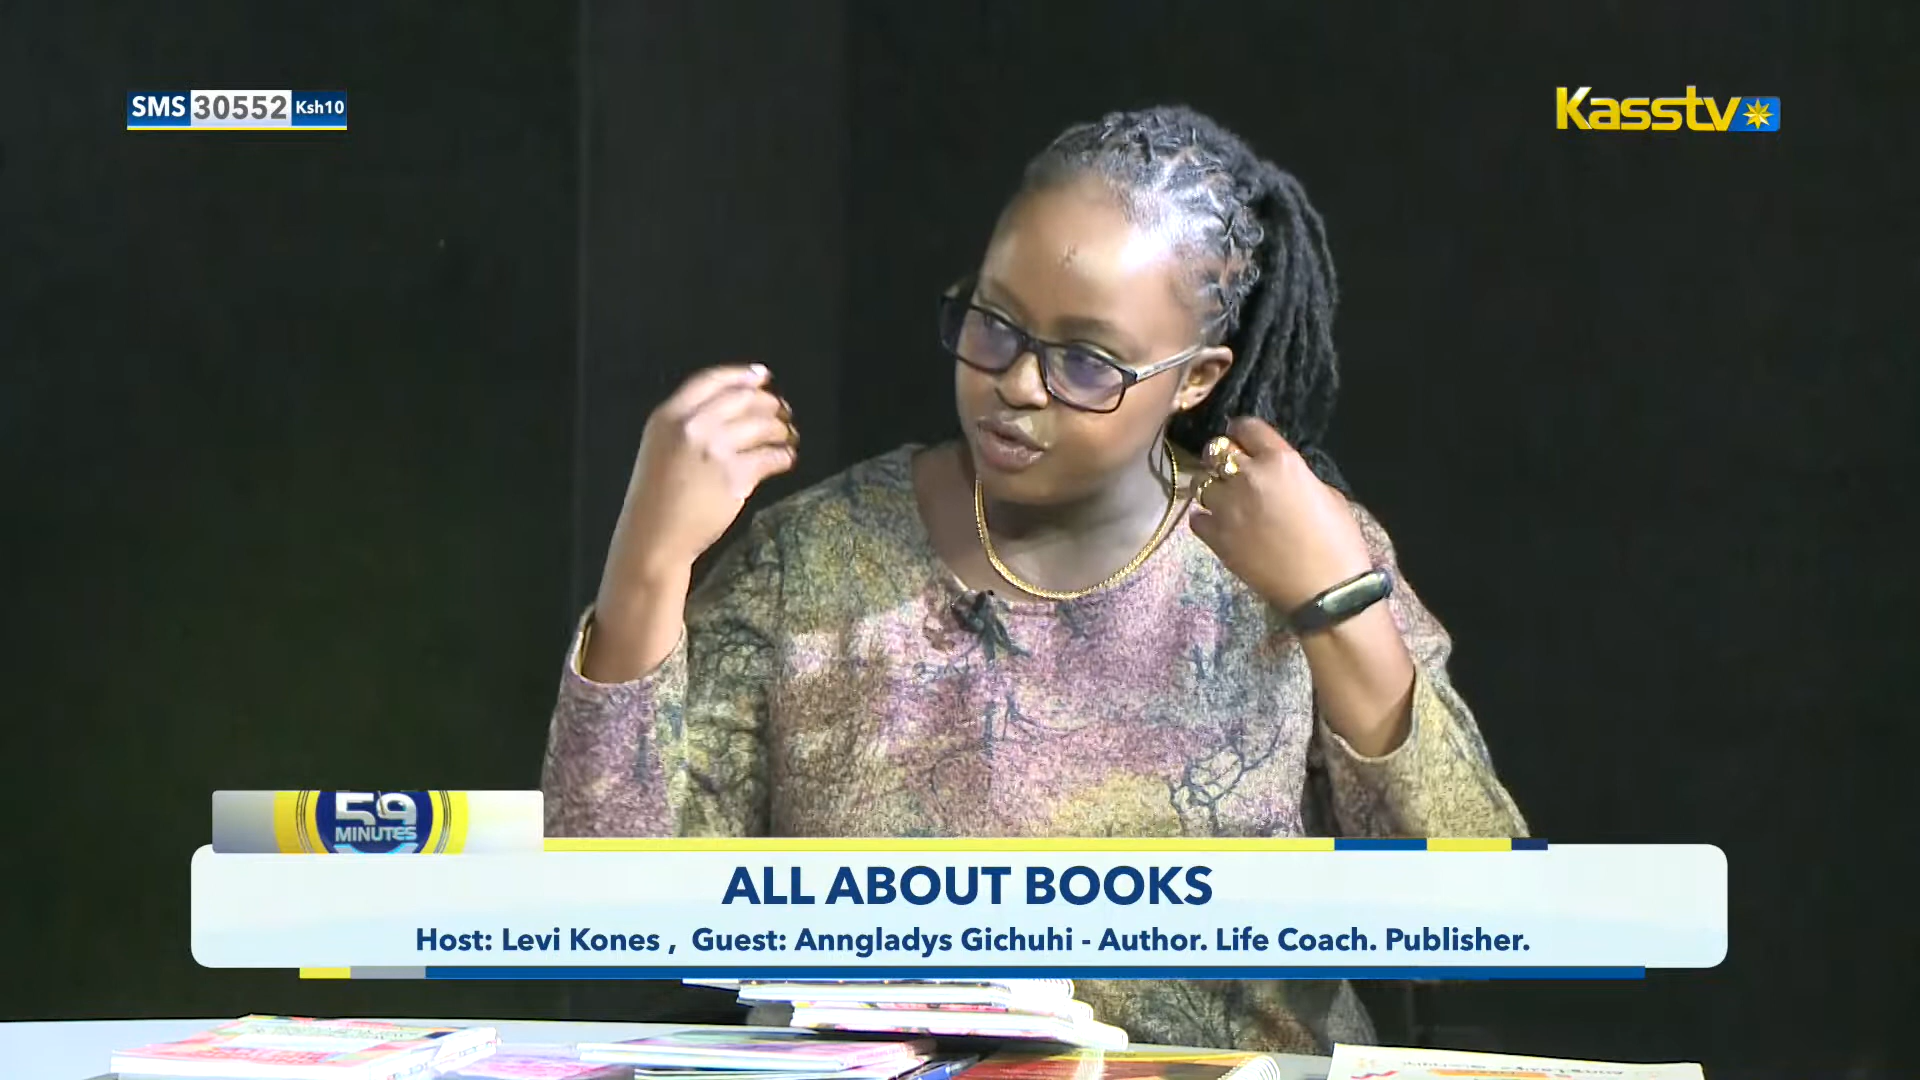 SMS 30552 Ksh10
Kasstv
59
MINUTES
ALL ABOUT BOOKS
Host: Levi Kones , Guest: Anngladys Gichuhi - Author. Life Coach. Publisher.